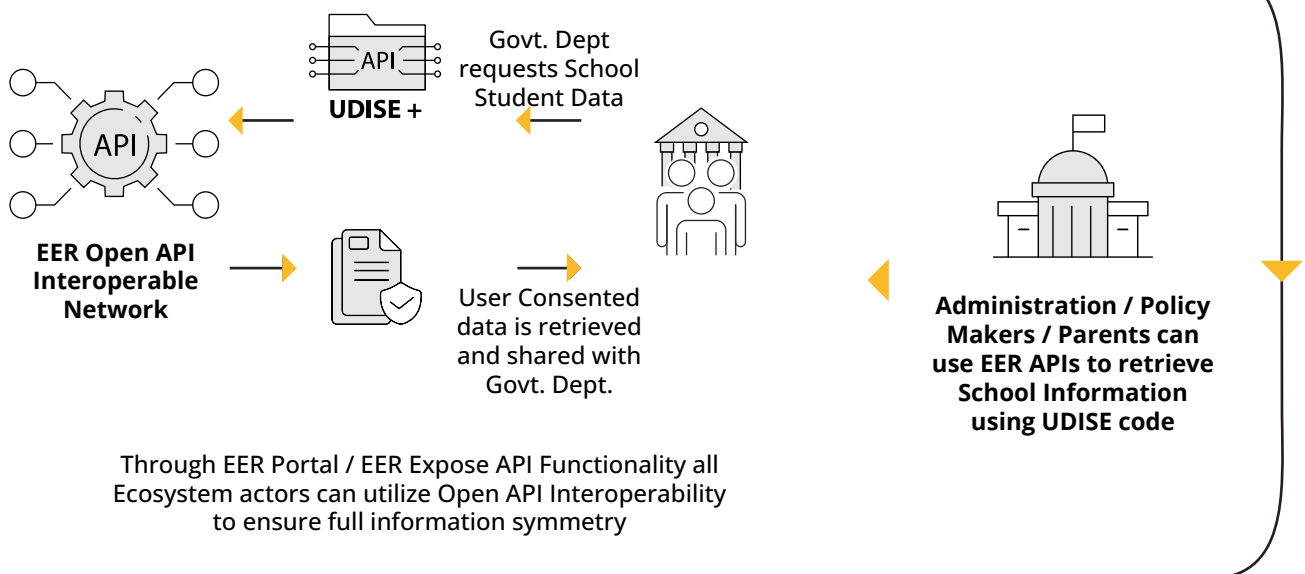 API
UDISE +
Govt. Dept
requests School
Student Data
API
EER Open API
Interoperable
Network
User Consented
data is retrieved
and shared with
Govt. Dept.
Administration / Policy
Makers / Parents can
use EER APIs to retrieve
School Information
using UDISE code
Through EER Portal / EER Expose API Functionality all
Ecosystem actors can utilize Open API Interoperability
to ensure full information symmetry